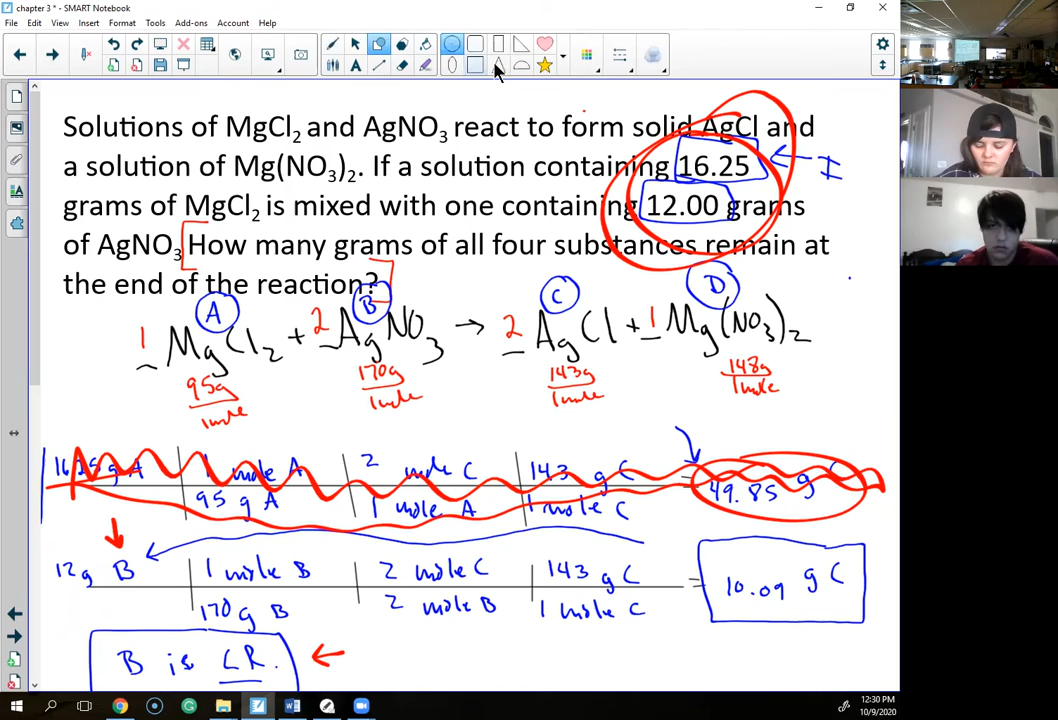 chapter 3 * - SMART Notebook
File Edit View Insert Format Tools Add-ons Account Help
Solutions of MgCl₂ and AgNO₃ react to form solid AgCl and
a solution of Mg(NO₃)₂. If a solution containing 16.25
grams of MgCl₂ is mixed with one containing 12.00 grams
of AgNO₃ How many grams of all four substances remain at
the end of the reaction?
I
A B C D
1 MgCl₂ + 2 AgNO₃ → 2 AgCl + 1 Mg(NO₃)₂
95g 170g 143g 148g
1mole 1mole 1mole 1mole
16.25 g A 1 mole A 2 mole C 143 g C = 49.85 g C
95 g A 1 mole A 1 mole C
12g B 1 mole B 2 mole C 143 g C = 10.09 g C
170 g B 2 mole B 1 mole C
B is LR.
12:30 PM
10/9/2020